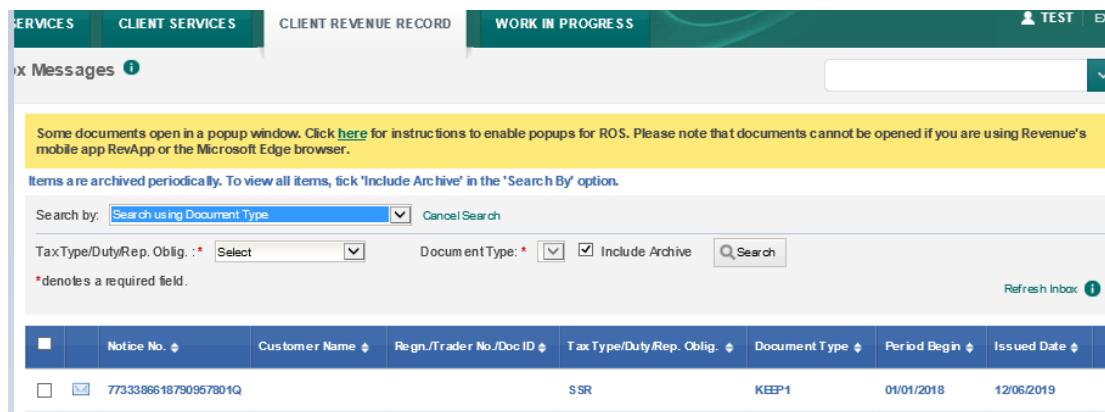 ERVICES CLIENT SERVICES CLIENT REVENUE RECORD WORK IN PROGRESS TEST
ox Messages i
Some documents open in a popup window. Click here for instructions to enable popups for ROS. Please note that documents cannot be opened if you are using Revenue's
mobile app RevApp or the Microsoft Edge browser.
Items are archived periodically. To view all items, tick 'Include Archive' in the 'Search By' option.
Search by: Search using Document Type Cancel Search
Tax Type/Duty/Rep. Oblig. :* Select Document Type: * Include Archive Search
*denotes a required field.
Refresh Inbox i
Notice No. Customer Name Regn./Trader No./Doc ID Tax Type/Duty/Rep. Oblig. Document Type Period Begin Issued Date
7733386618790957801Q SSR KEEP1 01/01/2018 12/06/2019